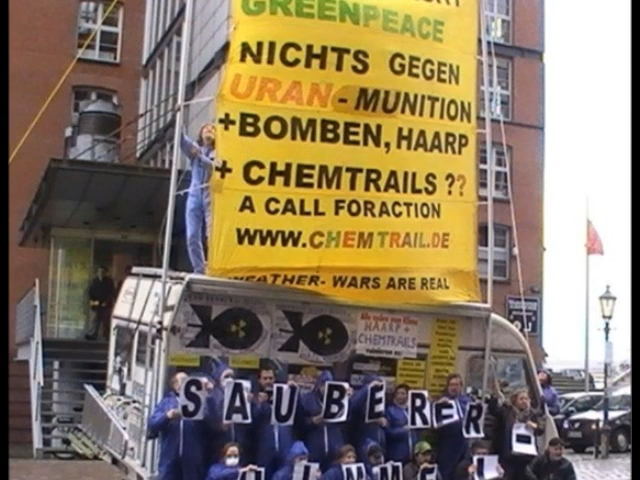 GREENPEACE
NICHTS GEGEN
URAN-MUNITION
+BOMBEN, HAARP
+ CHEMTRAILS ??
A CALL FORACTION
WWW.CHEMTRAIL.DE
WEATHER- WARS ARE REAL
HAARP +
CHEMTRAILS
SAUBERER